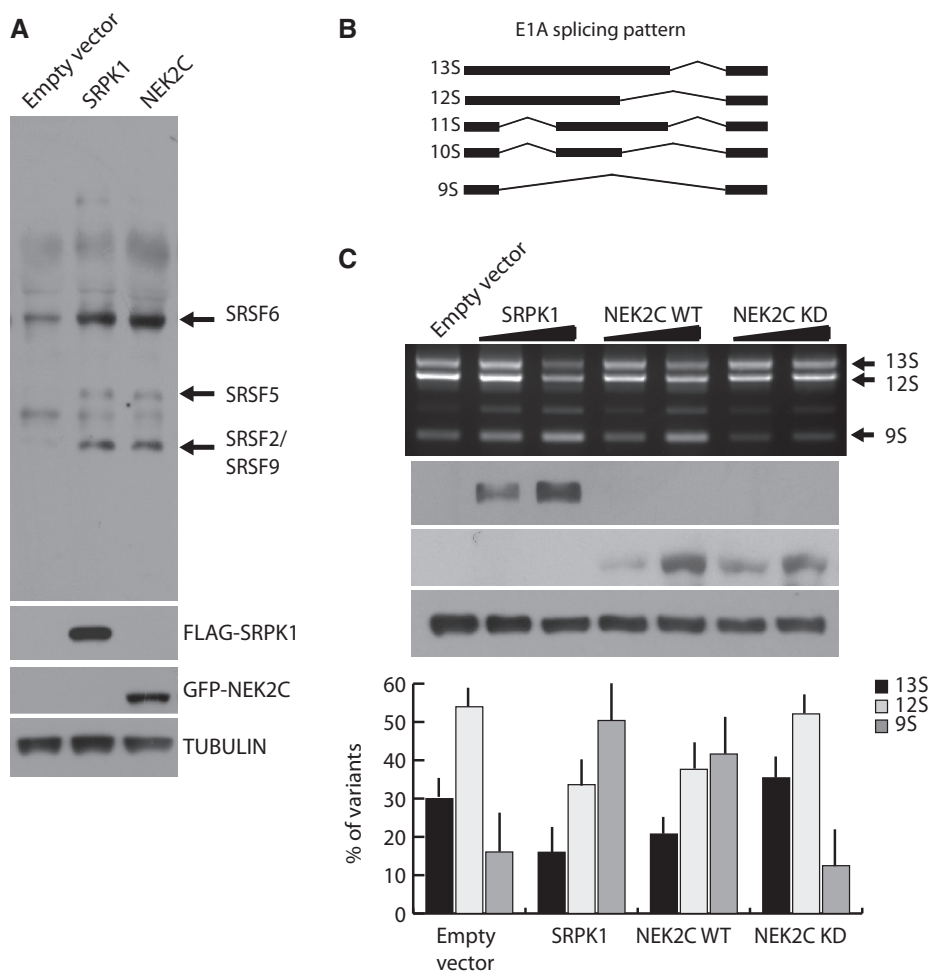 A
Empty vector
SRPK1
NEK2C
SRSF6
SRSF5
SRSF2/
SRSF9
FLAG-SRPK1
GFP-NEK2C
TUBULIN
B
E1A splicing pattern
13S
12S
11S
10S
9S
C
Empty vector
SRPK1
NEK2C WT
NEK2C KD
13S
12S
9S
60
50
40
30
20
10
0
% of variants
13S
12S
9S
Empty
vector
SRPK1
NEK2C WT
NEK2C KD